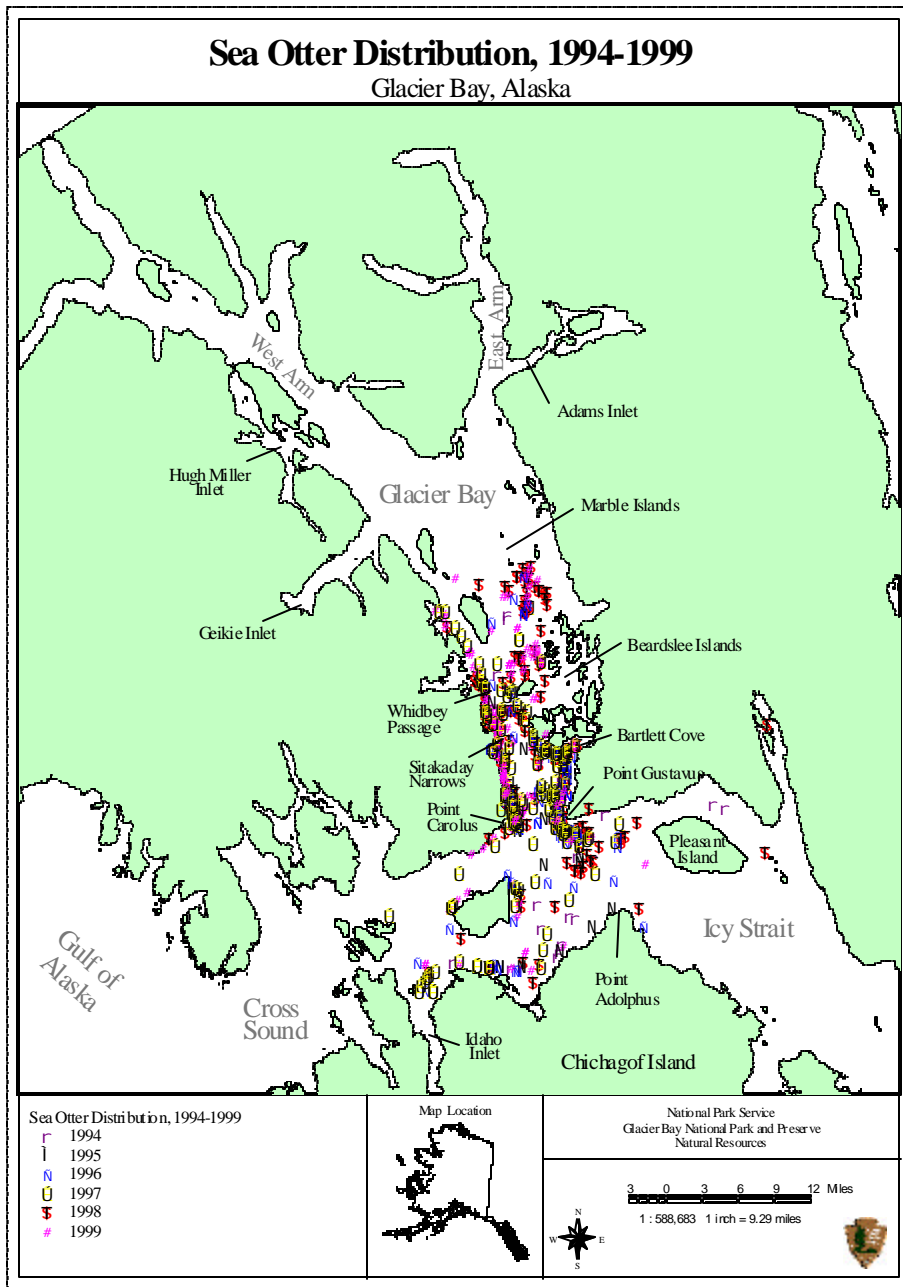 Sea Otter Distribution, 1994-1999
Glacier Bay, Alaska
West Arm
East Arm
Adams Inlet
Hugh Miller
Inlet
Glacier Bay
Marble Islands
Geikie Inlet
Beardslee Islands
Whidbey
Passage
Bartlett Cove
Sitakaday
Narrows
Point Gustavus
Point
Carolus
Pleasant
Island
Gulf of
Alaska
Icy Strait
Cross
Sound
Point
Adolphus
Idaho
Inlet
Chichagof Island
Sea Otter Distribution, 1994-1999
r 1994
Ì 1995
Ñ 1996
Ú 1997
$ 1998
# 1999
Map Location
National Park Service
Glacier Bay National Park and Preserve
Natural Resources
3 0 3 6 9 12 Miles
1 : 588,683 1 inch = 9.29 miles
N
W E
S